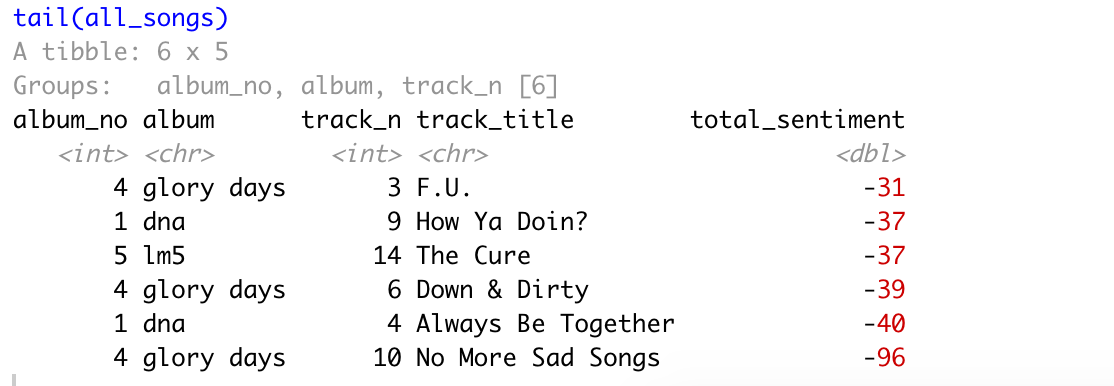 tail(all_songs)
A tibble: 6 x 5
Groups: album_no, album, track_n [6]
album_no album track_n track_title total_sentiment
<int> <chr> <int> <chr> <dbl>
4 glory days 3 F.U. -31
1 dna 9 How Ya Doin? -37
5 lm5 14 The Cure -37
4 glory days 6 Down & Dirty -39
1 dna 4 Always Be Together -40
4 glory days 10 No More Sad Songs -96